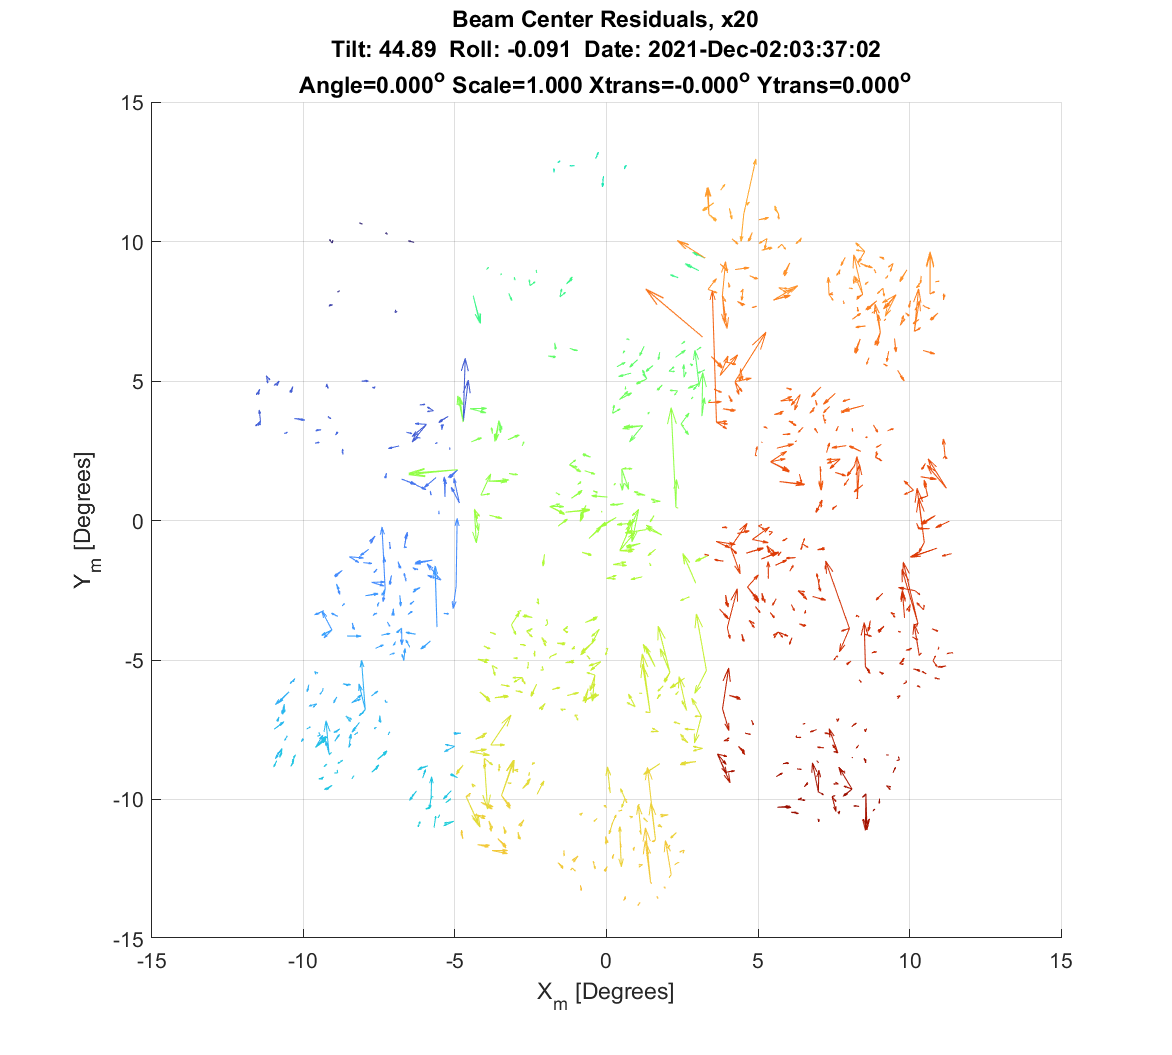 Beam Center Residuals, x20
Tilt: 44.89 Roll: -0.091 Date: 2021-Dec-02:03:37:02
Angle=0.000° Scale=1.000 Xtrans=-0.000° Ytrans=0.000°
15
10
5
0
-5
-10
-15
Y_m [Degrees]
-15 -10 -5 0 5 10 15
X_m [Degrees]